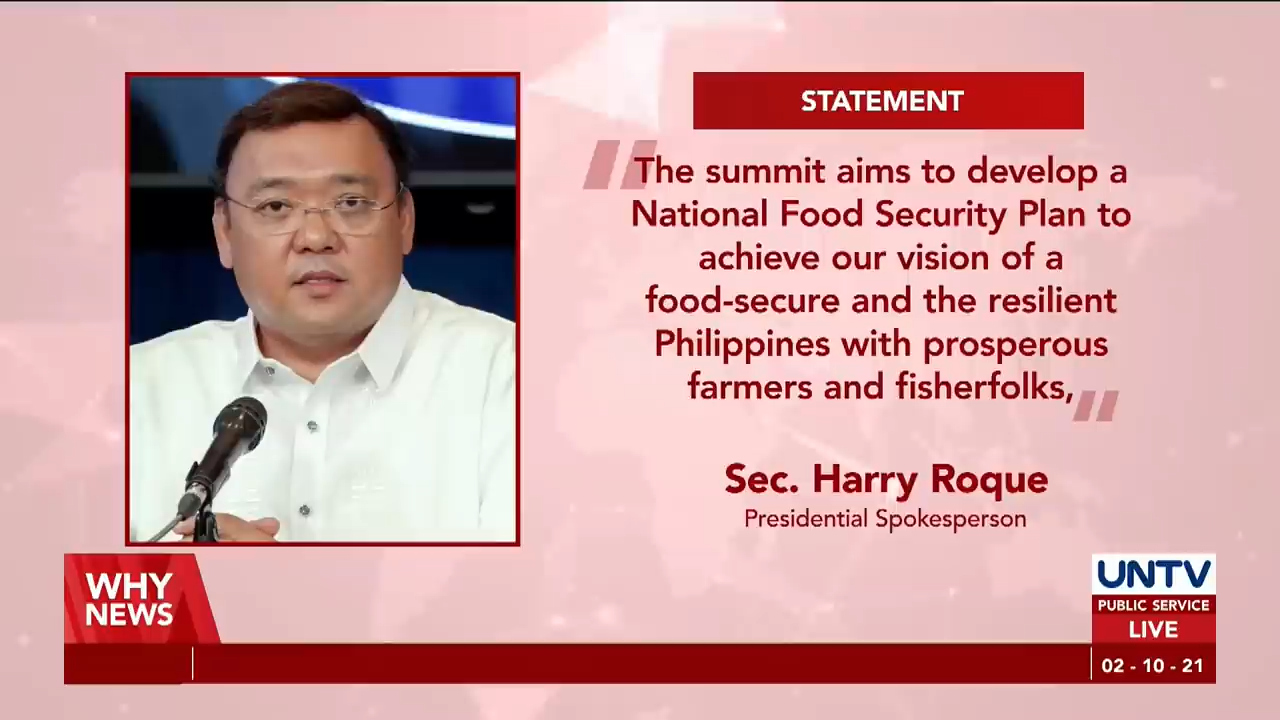 STATEMENT
The summit aims to develop a
National Food Security Plan to
achieve our vision of a
food-secure and the resilient
Philippines with prosperous
farmers and fisherfolks,
Sec. Harry Roque
Presidential Spokesperson
WHY
NEWS
UNTV
PUBLIC SERVICE
LIVE
02 - 10 - 21